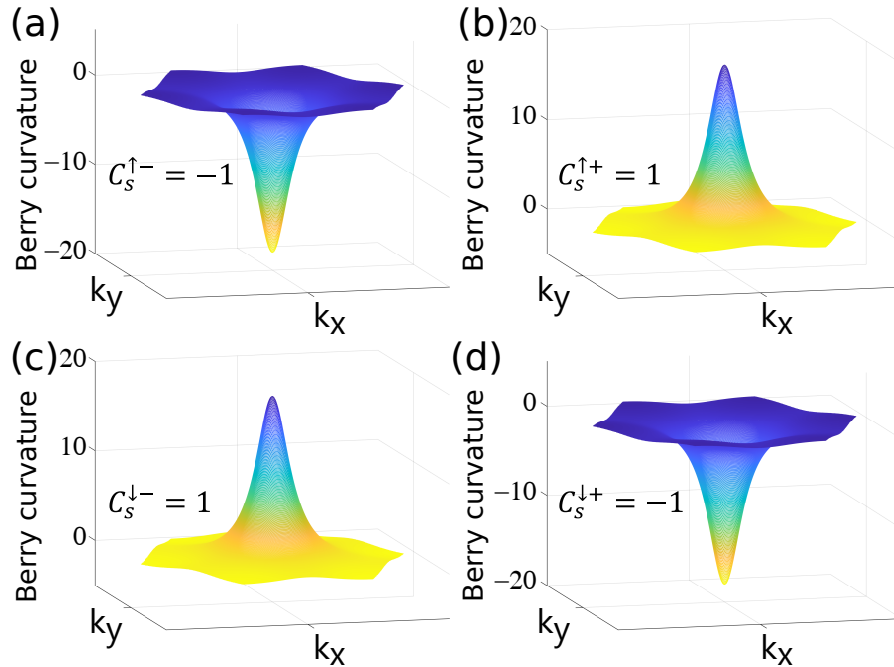 (a)
Berry curvature
0
−10
−20
C_s^{↑−} = −1
k_y
k_x
(b)
Berry curvature
20
10
0
C_s^{↑+} = 1
k_y
k_x
(c)
Berry curvature
20
10
0
C_s^{↓−} = 1
k_y
k_x
(d)
Berry curvature
0
−10
−20
C_s^{↓+} = −1
k_y
k_x